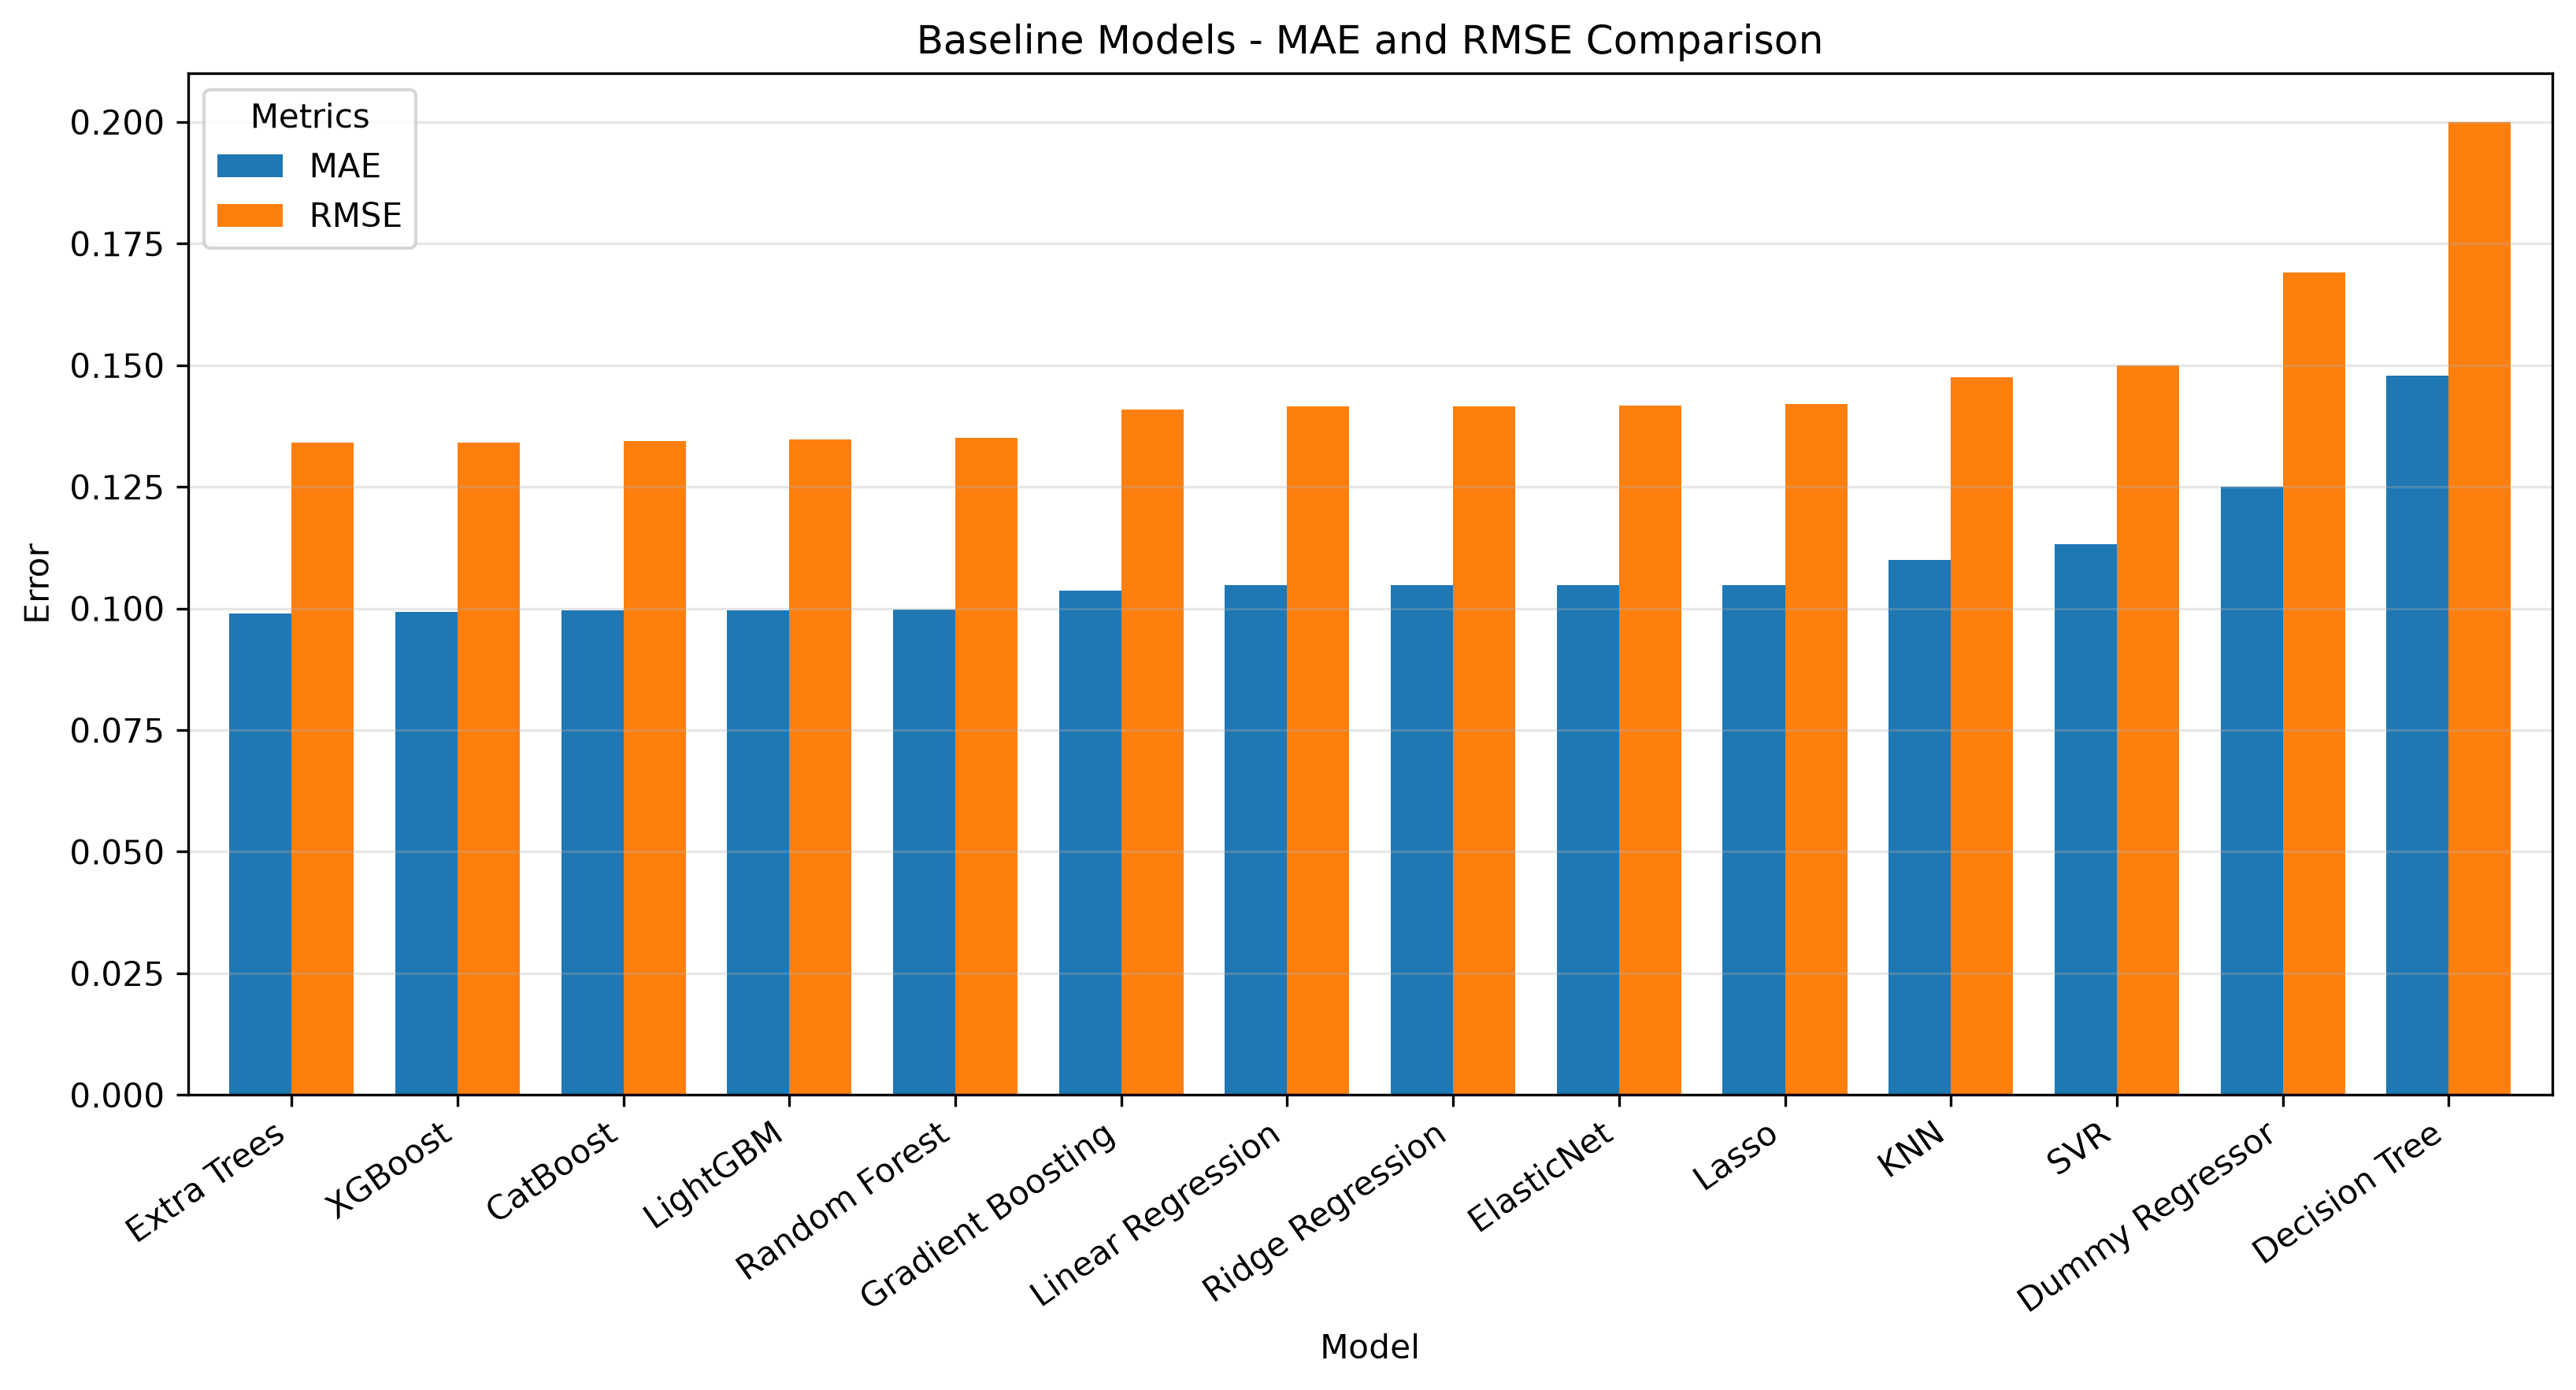 Baseline Models - MAE and RMSE Comparison
Metrics
MAE
RMSE
0.200
0.175
0.150
0.125
0.100
0.075
0.050
0.025
0.000
Error
Extra Trees
XGBoost
CatBoost
LightGBM
Random Forest
Gradient Boosting
Linear Regression
Ridge Regression
ElasticNet
Lasso
KNN
SVR
Dummy Regressor
Decision Tree
Model